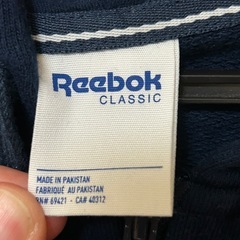 Reebok
CLASSIC
MADE IN PAKISTAN
FABRIQUÉ AU PAKISTAN
RN# 69421 - CA# 40312